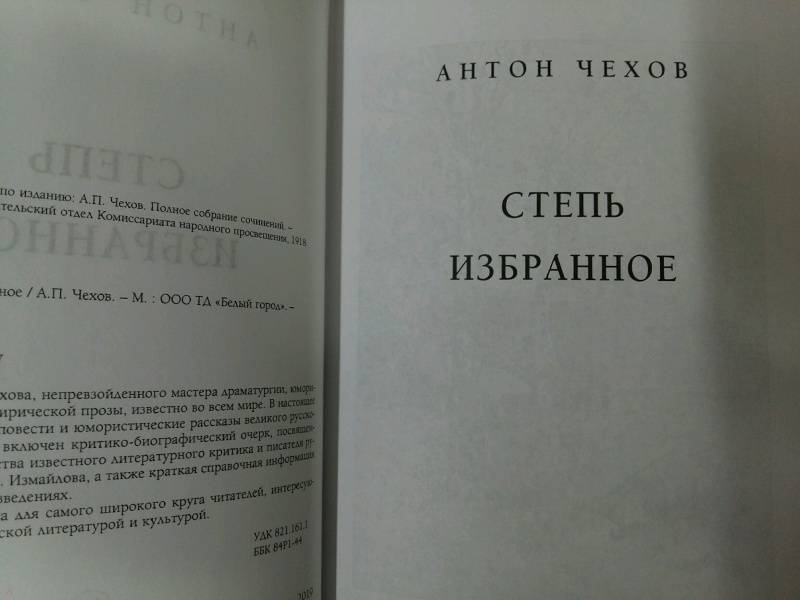 по изданию: А.П. Чехов. Полное собрание сочинений. –
тельский отдел Комиссариата народного просвещения, 1918
ное / А.П. Чехов. – М. : ООО ТД «Белый город». –
хова, непревзойденного мастера драматургии, юмори-
ирической прозы, известно во всем мире. В настоящее
повести и юмористические рассказы великого русско-
включен критико-биографический очерк, посвящен-
ства известного литературного критика и писателя ру-
. Измайлова, а также краткая справочная информация
зведениях.
а для самого широкого круга читателей, интересую-
ской литературой и культурой.
УДК 821.161.1
ББК 84Р1-44
2019
АНТОН ЧЕХОВ
СТЕПЬ
ИЗБРАННОЕ